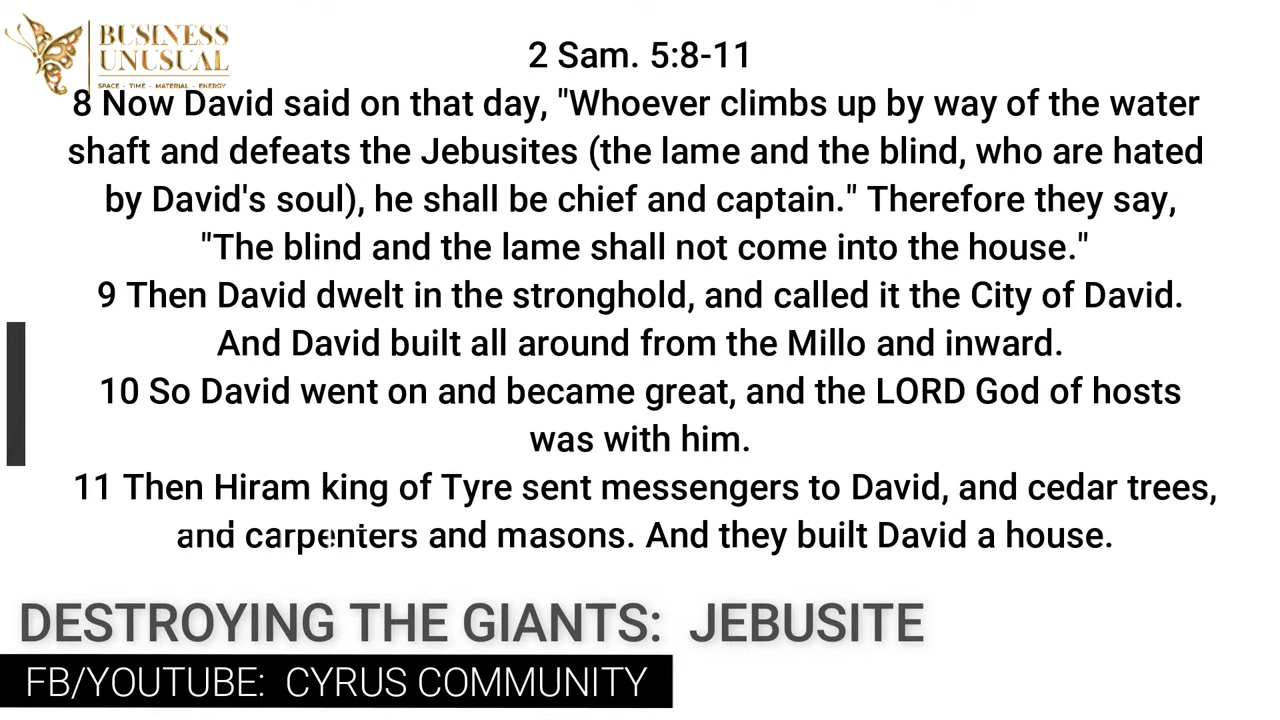 BUSINESS
UNUSUAL
SPACE - TIME - MATERIAL - ENERGY
2 Sam. 5:8-11
8 Now David said on that day, "Whoever climbs up by way of the water
shaft and defeats the Jebusites (the lame and the blind, who are hated
by David's soul), he shall be chief and captain." Therefore they say,
"The blind and the lame shall not come into the house."
9 Then David dwelt in the stronghold, and called it the City of David.
And David built all around from the Millo and inward.
10 So David went on and became great, and the LORD God of hosts
was with him.
11 Then Hiram king of Tyre sent messengers to David, and cedar trees,
and carpenters and masons. And they built David a house.
DESTROYING THE GIANTS: JEBUSITE
FB/YOUTUBE: CYRUS COMMUNITY